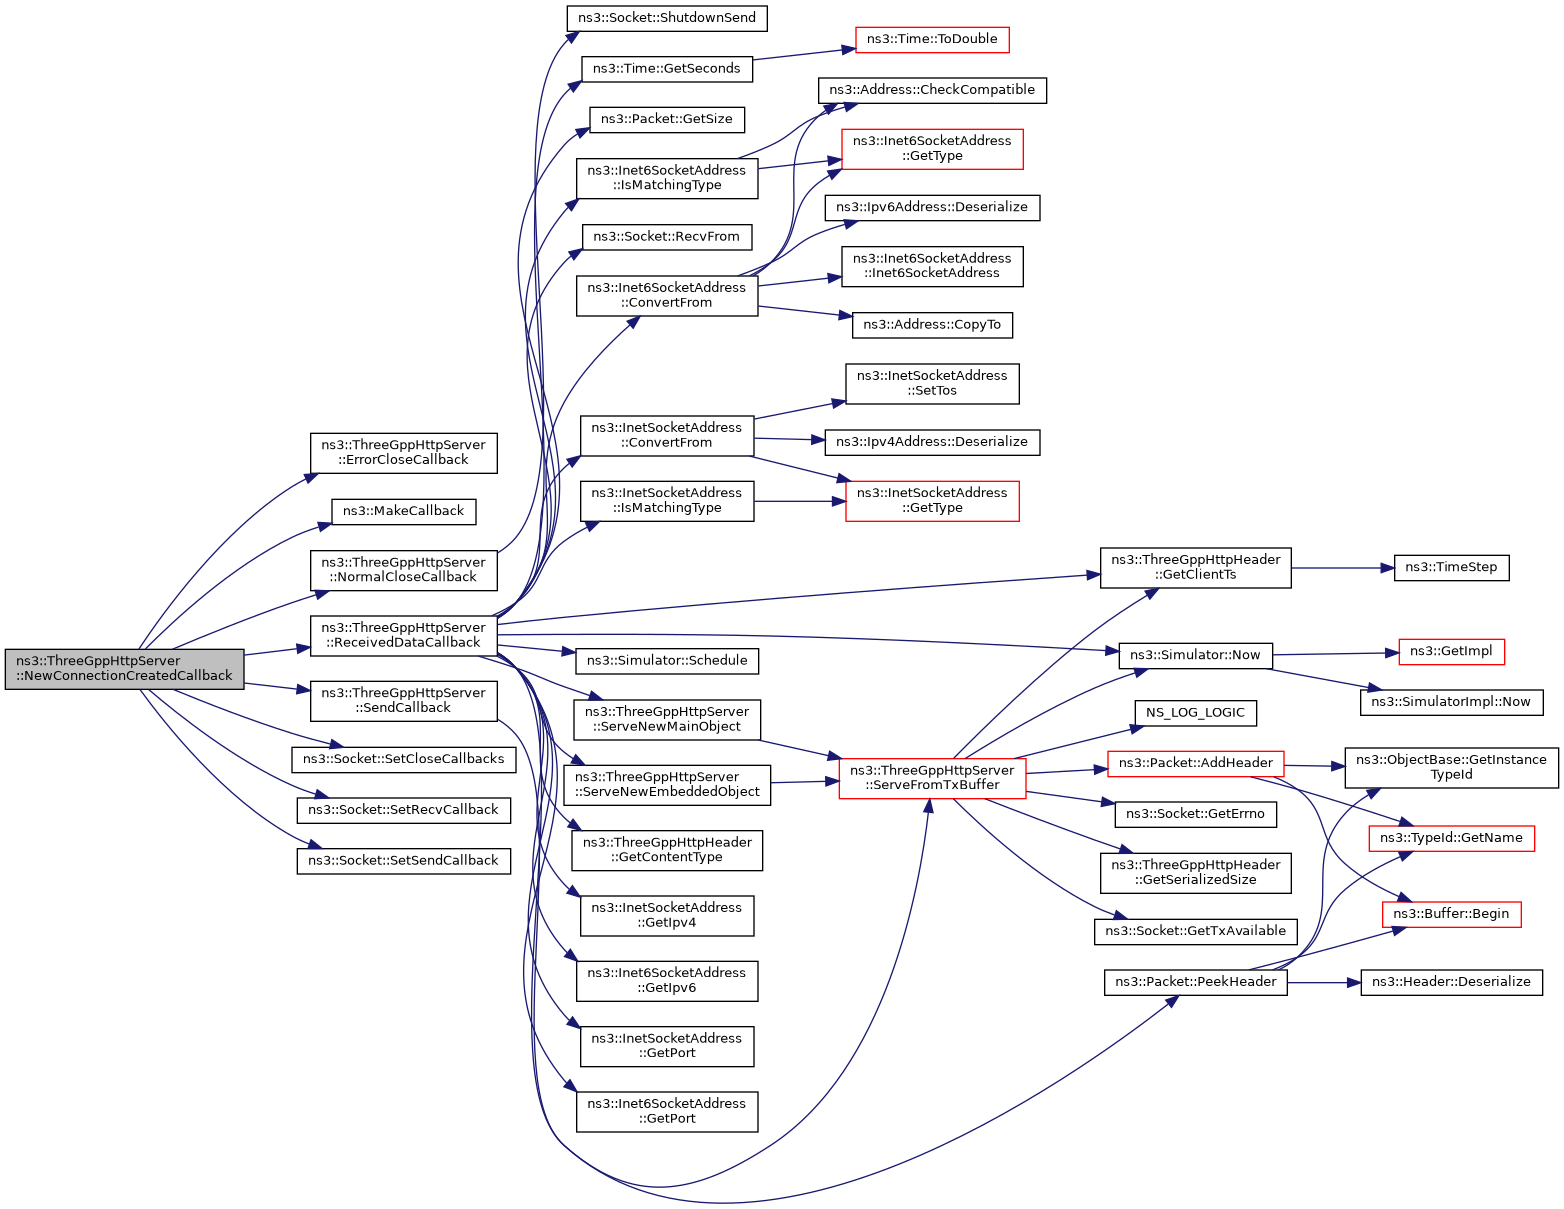 ns3::ThreeGppHttpServer
::NewConnectionCreatedCallback
ns3::ThreeGppHttpServer
::ErrorCloseCallback
ns3::MakeCallback
ns3::ThreeGppHttpServer
::NormalCloseCallback
ns3::ThreeGppHttpServer
::ReceivedDataCallback
ns3::ThreeGppHttpServer
::SendCallback
ns3::Socket::SetCloseCallbacks
ns3::Socket::SetRecvCallback
ns3::Socket::SetSendCallback
ns3::Socket::ShutdownSend
ns3::Time::GetSeconds
ns3::Packet::GetSize
ns3::Inet6SocketAddress
::IsMatchingType
ns3::Socket::RecvFrom
ns3::Inet6SocketAddress
::ConvertFrom
ns3::InetSocketAddress
::ConvertFrom
ns3::InetSocketAddress
::IsMatchingType
ns3::Simulator::Schedule
ns3::ThreeGppHttpServer
::ServeNewMainObject
ns3::ThreeGppHttpServer
::ServeNewEmbeddedObject
ns3::ThreeGppHttpHeader
::GetContentType
ns3::InetSocketAddress
::GetIpv4
ns3::Inet6SocketAddress
::GetIpv6
ns3::InetSocketAddress
::GetPort
ns3::Inet6SocketAddress
::GetPort
ns3::Time::ToDouble
ns3::Address::CheckCompatible
ns3::Inet6SocketAddress
::GetType
ns3::Ipv6Address::Deserialize
ns3::Inet6SocketAddress
::Inet6SocketAddress
ns3::Address::CopyTo
ns3::InetSocketAddress
::SetTos
ns3::Ipv4Address::Deserialize
ns3::InetSocketAddress
::GetType
ns3::ThreeGppHttpServer
::ServeFromTxBuffer
ns3::ThreeGppHttpHeader
::GetClientTs
ns3::Simulator::Now
NS_LOG_LOGIC
ns3::Packet::AddHeader
ns3::Socket::GetErrno
ns3::ThreeGppHttpHeader
::GetSerializedSize
ns3::Socket::GetTxAvailable
ns3::Packet::PeekHeader
ns3::TimeStep
ns3::GetImpl
ns3::SimulatorImpl::Now
ns3::ObjectBase::GetInstance
TypeId
ns3::TypeId::GetName
ns3::Buffer::Begin
ns3::Header::Deserialize